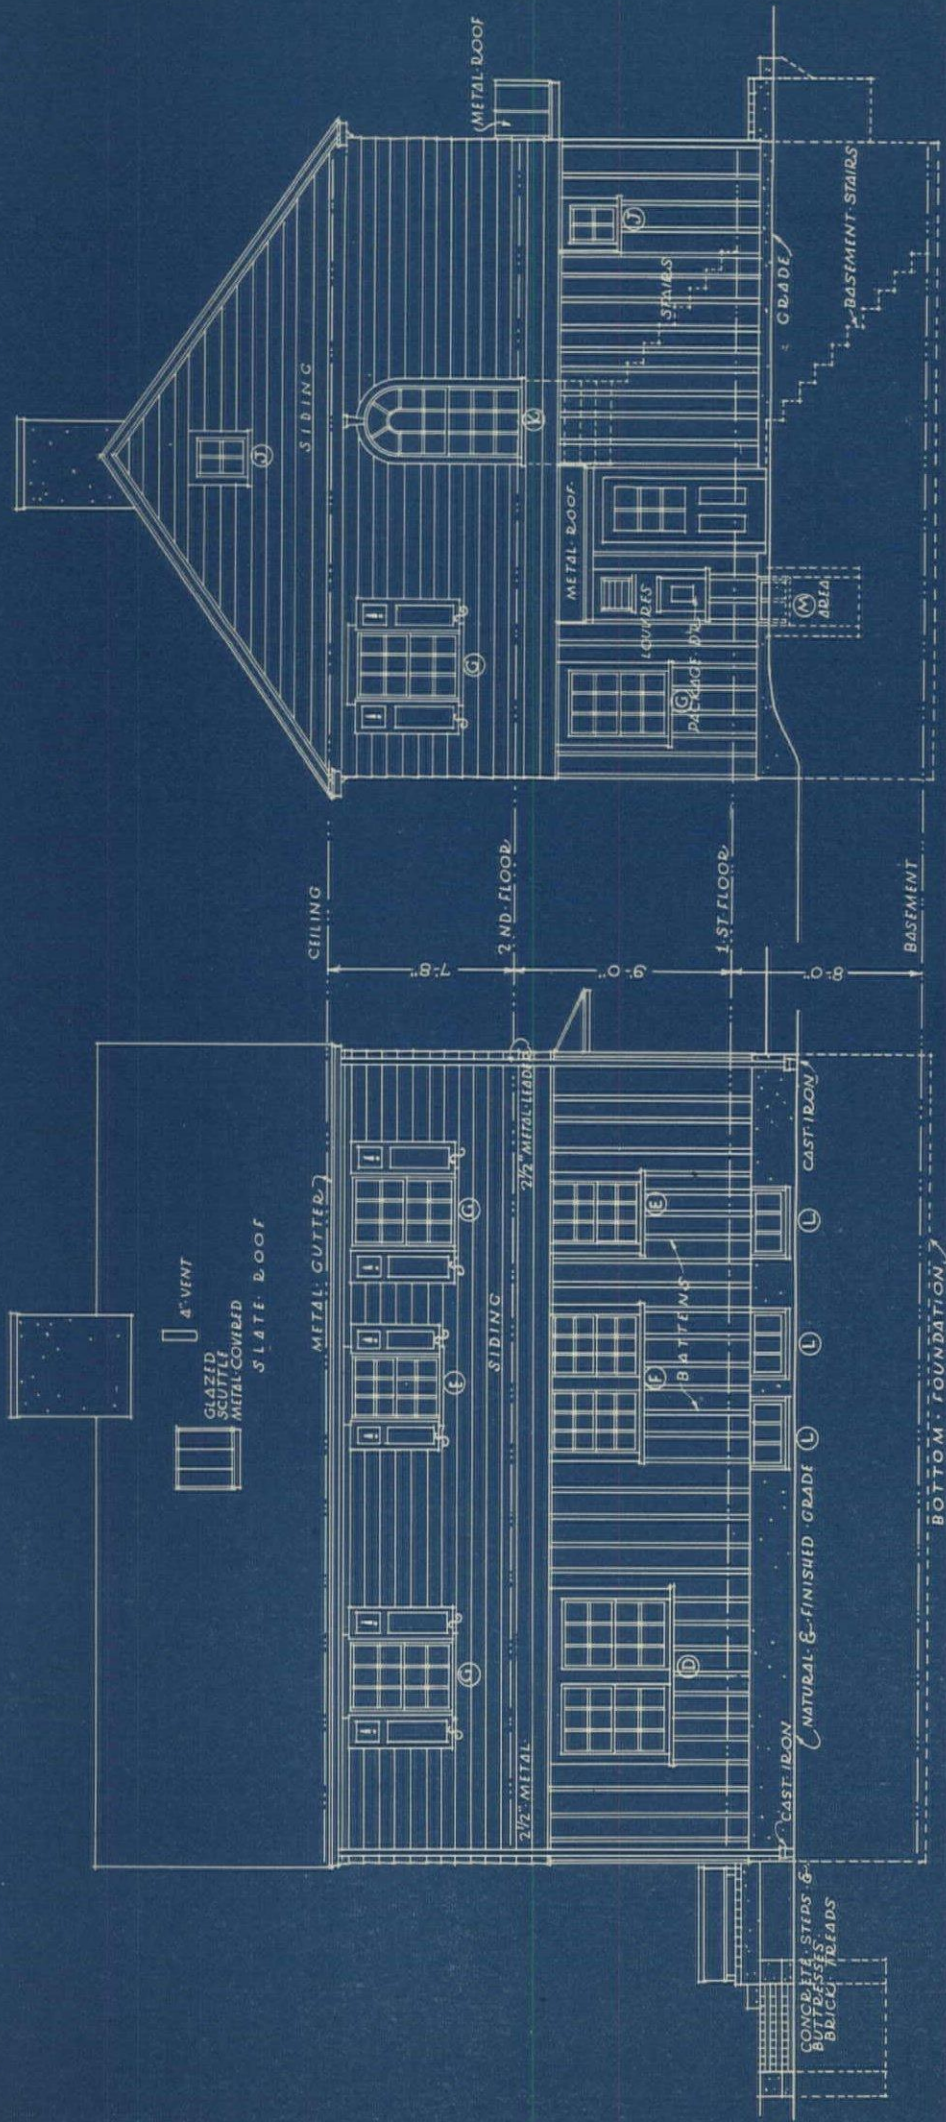 4" VENT
GLAZED
SCUTTLE
METAL COVERED
SLATE ROOF
METAL GUTTER
G
E
G
SIDING
2½" METAL
2½" METAL LEADER
D
F
E
BATTENS
L
L
L
CAST IRON
CAST IRON
NATURAL & FINISHED GRADE
CONCRETE STEPS &
BUTTRESSES
BRICK TREADS
BOTTOM FOUNDATION
CEILING
7'-8"
2 ND FLOOR
9'-0"
1 ST FLOOR
8'-0"
BASEMENT
J
SIDING
G
K
METAL ROOF
METAL ROOF
LOUVRES
PACKAGE D'R
G
J
STAIRS
M
AREA
GRADE
BASEMENT STAIRS